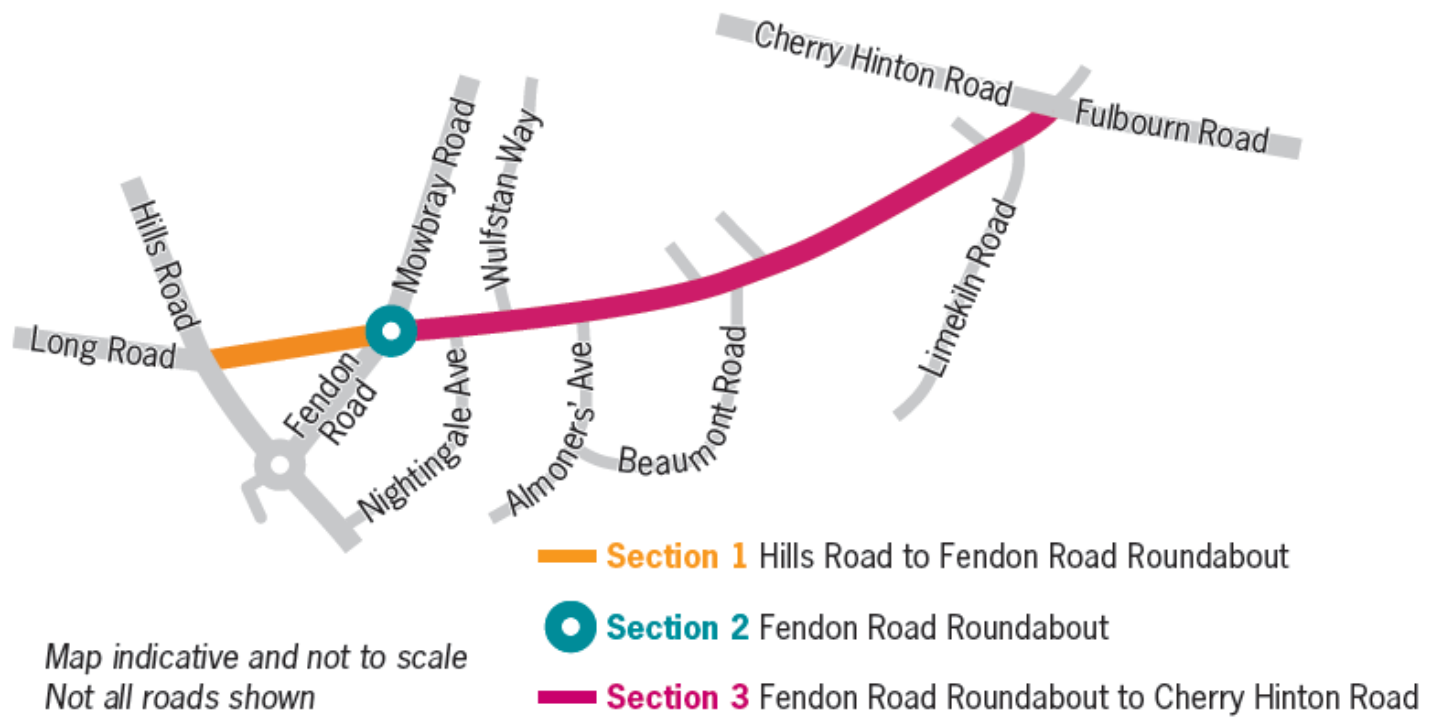 Cherry Hinton Road
Fulbourn Road
Mowbray Road
Wulfstan Way
Hills Road
Long Road
Limekiln Road
Fendon
Road
Nightingale Ave
Almoners' Ave
Beaumont Road
Section 1 Hills Road to Fendon Road Roundabout
Section 2 Fendon Road Roundabout
Section 3 Fendon Road Roundabout to Cherry Hinton Road
Map indicative and not to scale
Not all roads shown